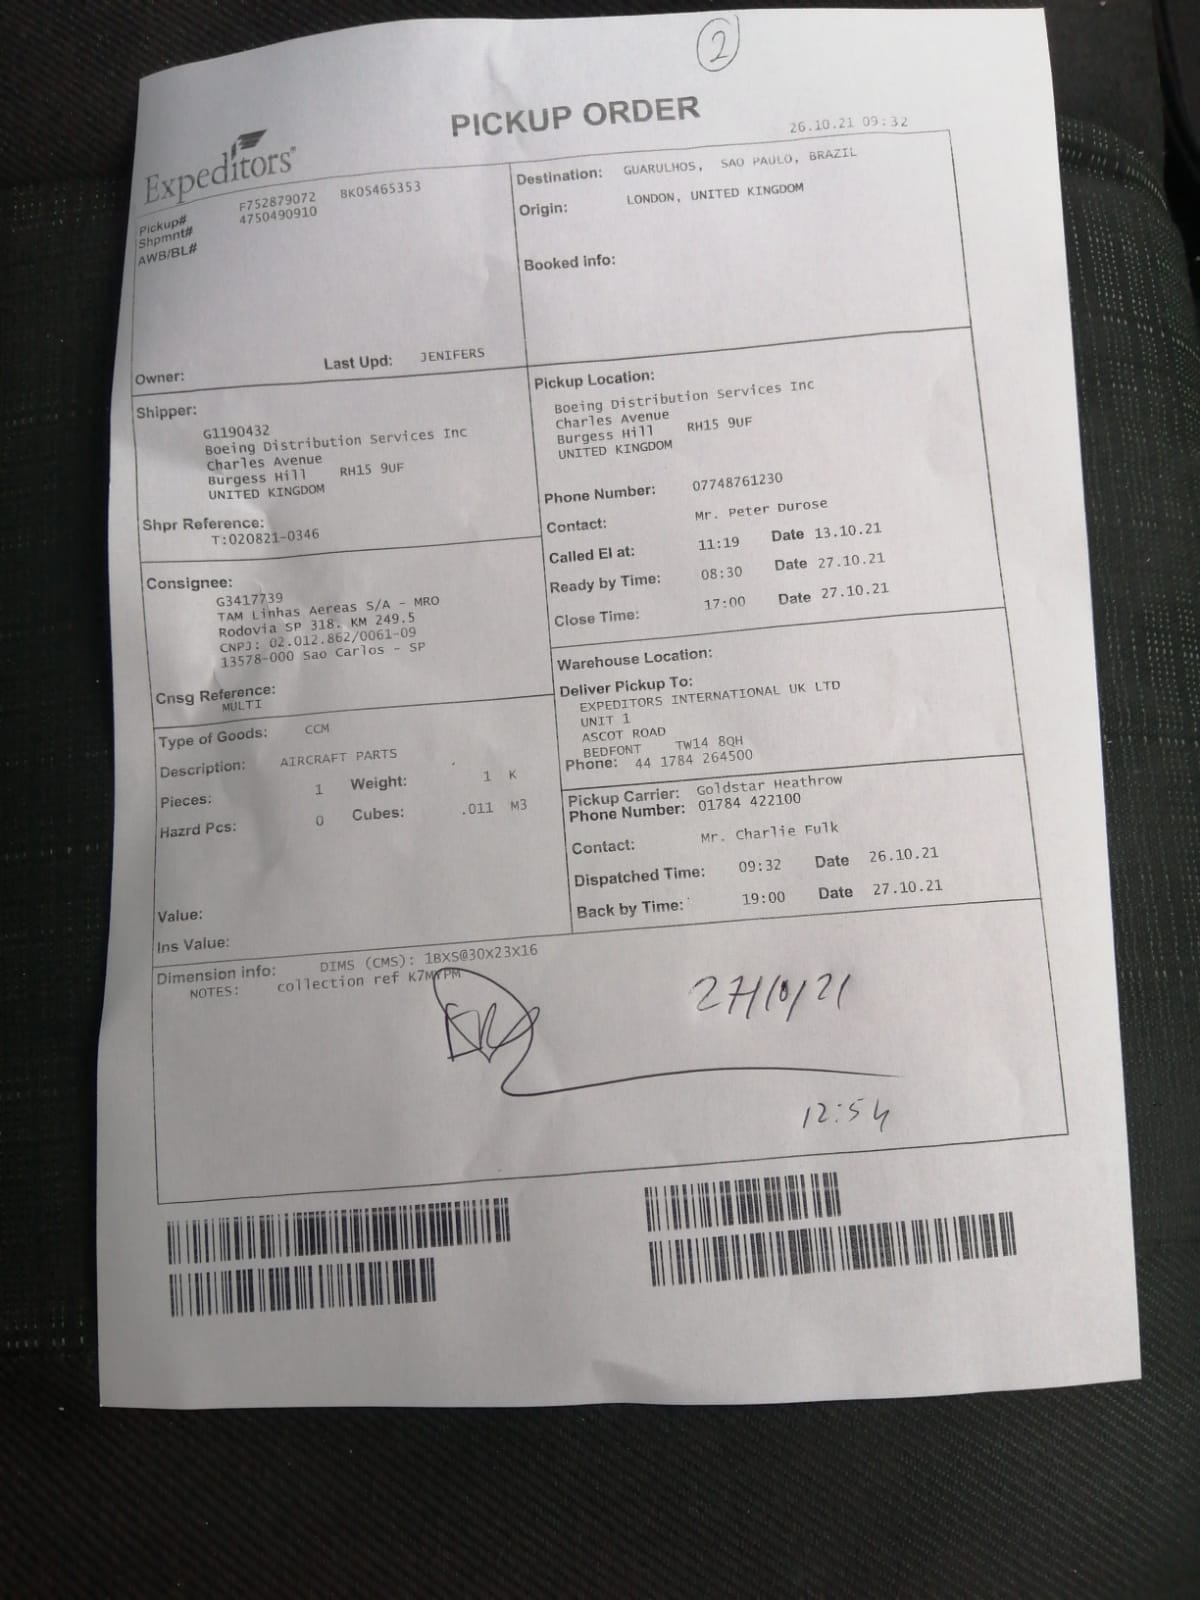 2
PICKUP ORDER
26.10.21 09:32
Expeditors®
Pickup# F752879072 BK05465353
Shpmnt# 4750490910
AWB/BL#
Owner: Last Upd: JENIFERS
Destination: GUARULHOS, SAO PAULO, BRAZIL
Origin: LONDON, UNITED KINGDOM
Booked info:
Shipper:
G1190432
Boeing Distribution Services Inc
Charles Avenue
Burgess Hill RH15 9UF
UNITED KINGDOM
Shpr Reference:
T:020821-0346
Pickup Location:
Boeing Distribution Services Inc
Charles Avenue
Burgess Hill RH15 9UF
UNITED KINGDOM
Phone Number: 07748761230
Contact: Mr. Peter Durose
Called EI at: 11:19 Date 13.10.21
Ready by Time: 08:30 Date 27.10.21
Close Time: 17:00 Date 27.10.21
Consignee:
G3417739
TAM Linhas Aereas S/A - MRO
Rodovia SP 318. KM 249.5
CNPJ: 02.012.862/0061-09
13578-000 Sao Carlos - SP
Cnsg Reference:
MULTI
Warehouse Location:
Deliver Pickup To:
EXPEDITORS INTERNATIONAL UK LTD
UNIT 1
ASCOT ROAD
BEDFONT TW14 8QH
Phone: 44 1784 264500
Type of Goods: CCM
Description: AIRCRAFT PARTS
Pieces: 1 Weight: 1 K
Hazrd Pcs: 0 Cubes: .011 M3
Value:
Ins Value:
Pickup Carrier: Goldstar Heathrow
Phone Number: 01784 422100
Contact: Mr. Charlie Fulk
Dispatched Time: 09:32 Date 26.10.21
Back by Time: 19:00 Date 27.10.21
Dimension info: DIMS (CMS): 1BXS@30X23X16
NOTES: collection ref K7MYPM
27/10/21
12:54